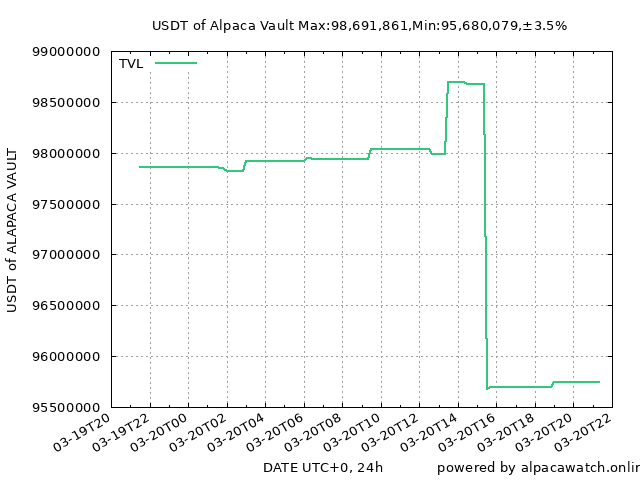 USDT of Alpaca Vault Max:98,691,861,Min:95,680,079,±3.5%
TVL
99000000
98500000
98000000
97500000
97000000
96500000
96000000
95500000
USDT of ALAPACA VAULT
03-19T20
03-19T22
03-20T00
03-20T02
03-20T04
03-20T06
03-20T08
03-20T10
03-20T12
03-20T14
03-20T16
03-20T18
03-20T20
03-20T22
DATE UTC+0, 24h
powered by alpacawatch.onlin